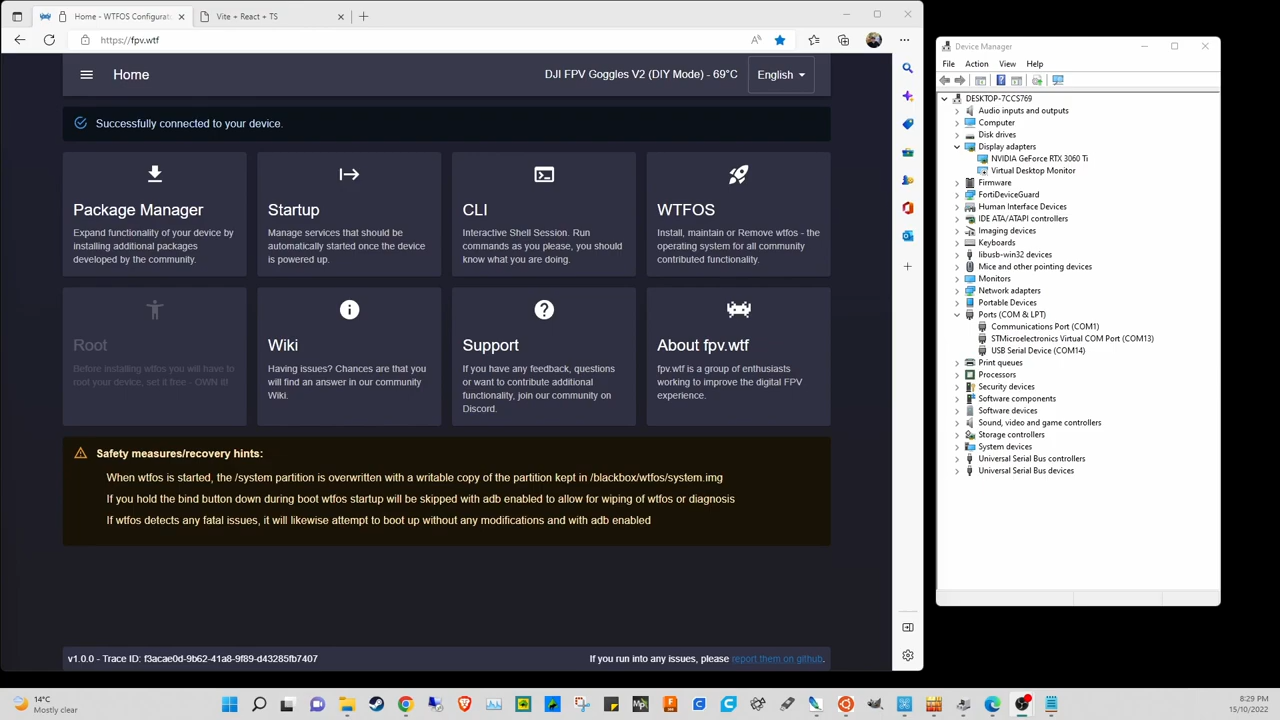 Home - WTFOS Configurat
Vite + React + TS
https://fpv.wtf
Home
DJI FPV Goggles V2 (DIY Mode) - 69°C
English
Successfully connected to your de
Package Manager
Expand functionality of your device by
installing additional packages
developed by the community.
Startup
should be
started once the device
is powered up.
CLI
Interactive Shell Session. Run
commands as you please, you should
know what you are doing.
WTFOS
Install, maintain or Remove wtfos - the
operating system for all community
contributed functionality.
Root
Before installing wtfos you will have to
root your device, set it free - OWN it!
Wiki
Having issues? Chances are that you
will find an answer in our community
Wiki.
Support
If you have any feedback, questions
or want to contribute additional
functionality, join our community on
Discord.
About fpv.wtf
fpv.wtf is a group of enthusiasts
working to improve the digital FPV
experience.
Safety measures/recovery hints:
When wtfos is started, the /system partition is overlaid with a writable copy of the partition kept in /blackbox/wtfos/system.img
If you hold the bind button down during boot wtfos startup will be skipped with adb enabled to allow for wiping of wtfos or diagnosis
If wtfos detects any fatal issues, it will likewise attempt to boot up without any modifications and with adb enabled
v1.0.0 - Trace ID: f3acae0d-9b62-4 1a8-9f89-d43285fb7407
If you run into any issues, please report them on github.
Device Manager
File Action View Help
DESKTOP-7CCS769
Audio inputs and outputs
Computer
Disk drives
Display adapters
NVIDIA GeForce RTX 3060 Ti
Virtual Desktop Monitor
Firmware
FortiDeviceGuard
Human Interface Devices
IDE ATA/ATAPI controllers
Imaging devices
Keyboards
libusb-win32 devices
Mice and other pointing devices
Monitors
Network adapters
Portable Devices
Ports (COM & LPT)
Communications Port (COM1)
STMicroelectronics Virtual COM Port (COM13)
USB Serial Device (COM14)
Print queues
Processors
Security devices
Software components
Software devices
Sound, video and game controllers
Storage controllers
System devices
Universal Serial Bus controllers
Universal Serial Bus devices
14°C
Mostly clear
8:29 PM
15/10/2022